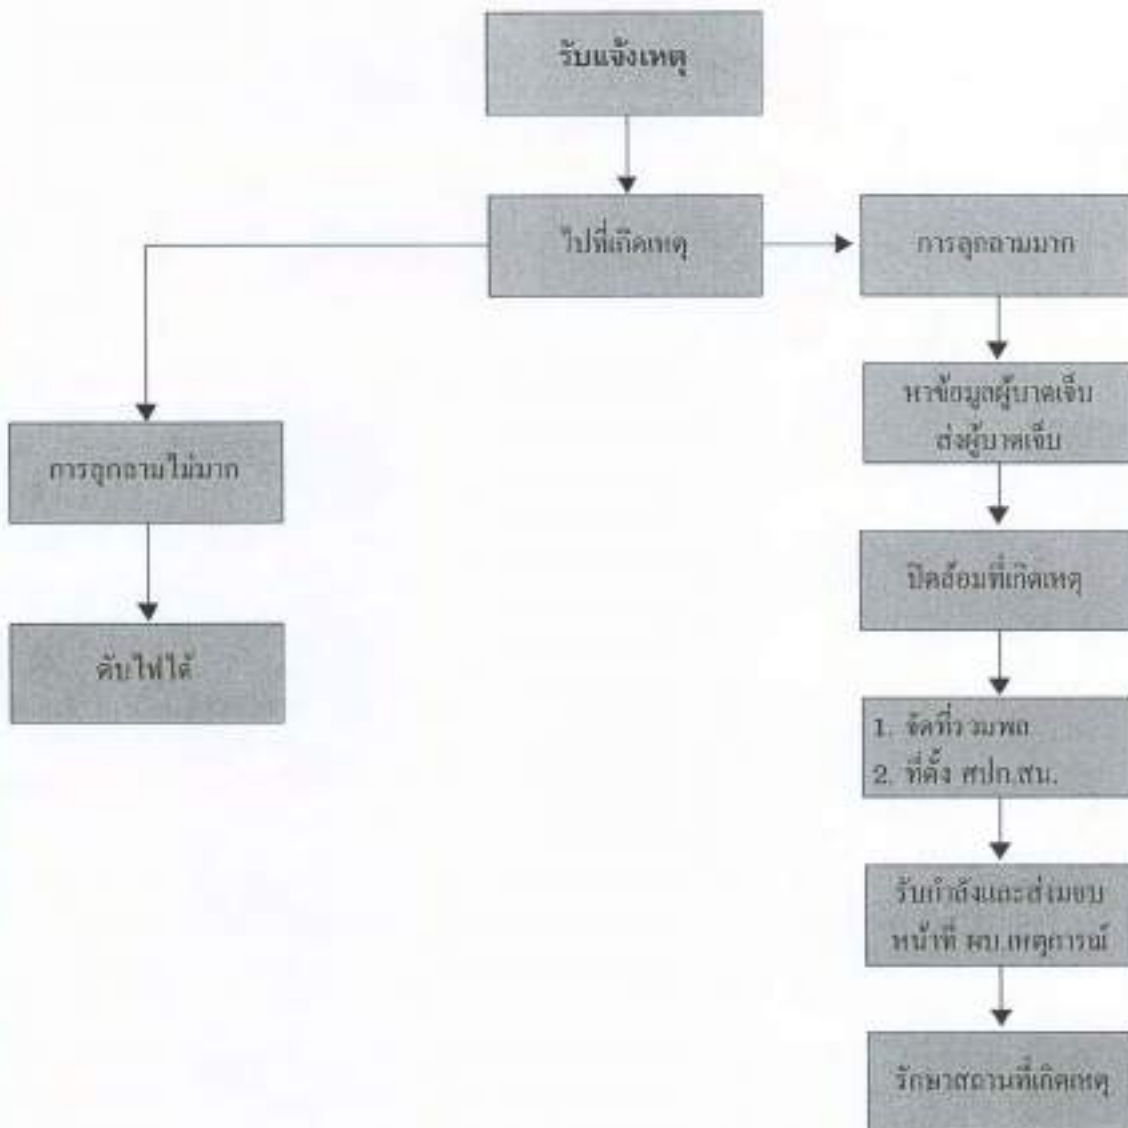 รับแจ้งเหตุ
ไปที่เกิดเหตุ
การลุกลามมาก
หาข้อมูลผู้บาดเจ็บ
ส่งผู้บาดเจ็บ
การลุกลามไม่มาก
ปิดล้อมที่เกิดเหตุ
ดับไฟได้
1. จัดที่รวมพล
2. ที่ตั้ง ศปก.สน.
รับกำลังและส่งมอบ
หน้าที่ ผบ.เหตุการณ์
รักษาสถานที่เกิดเหตุ